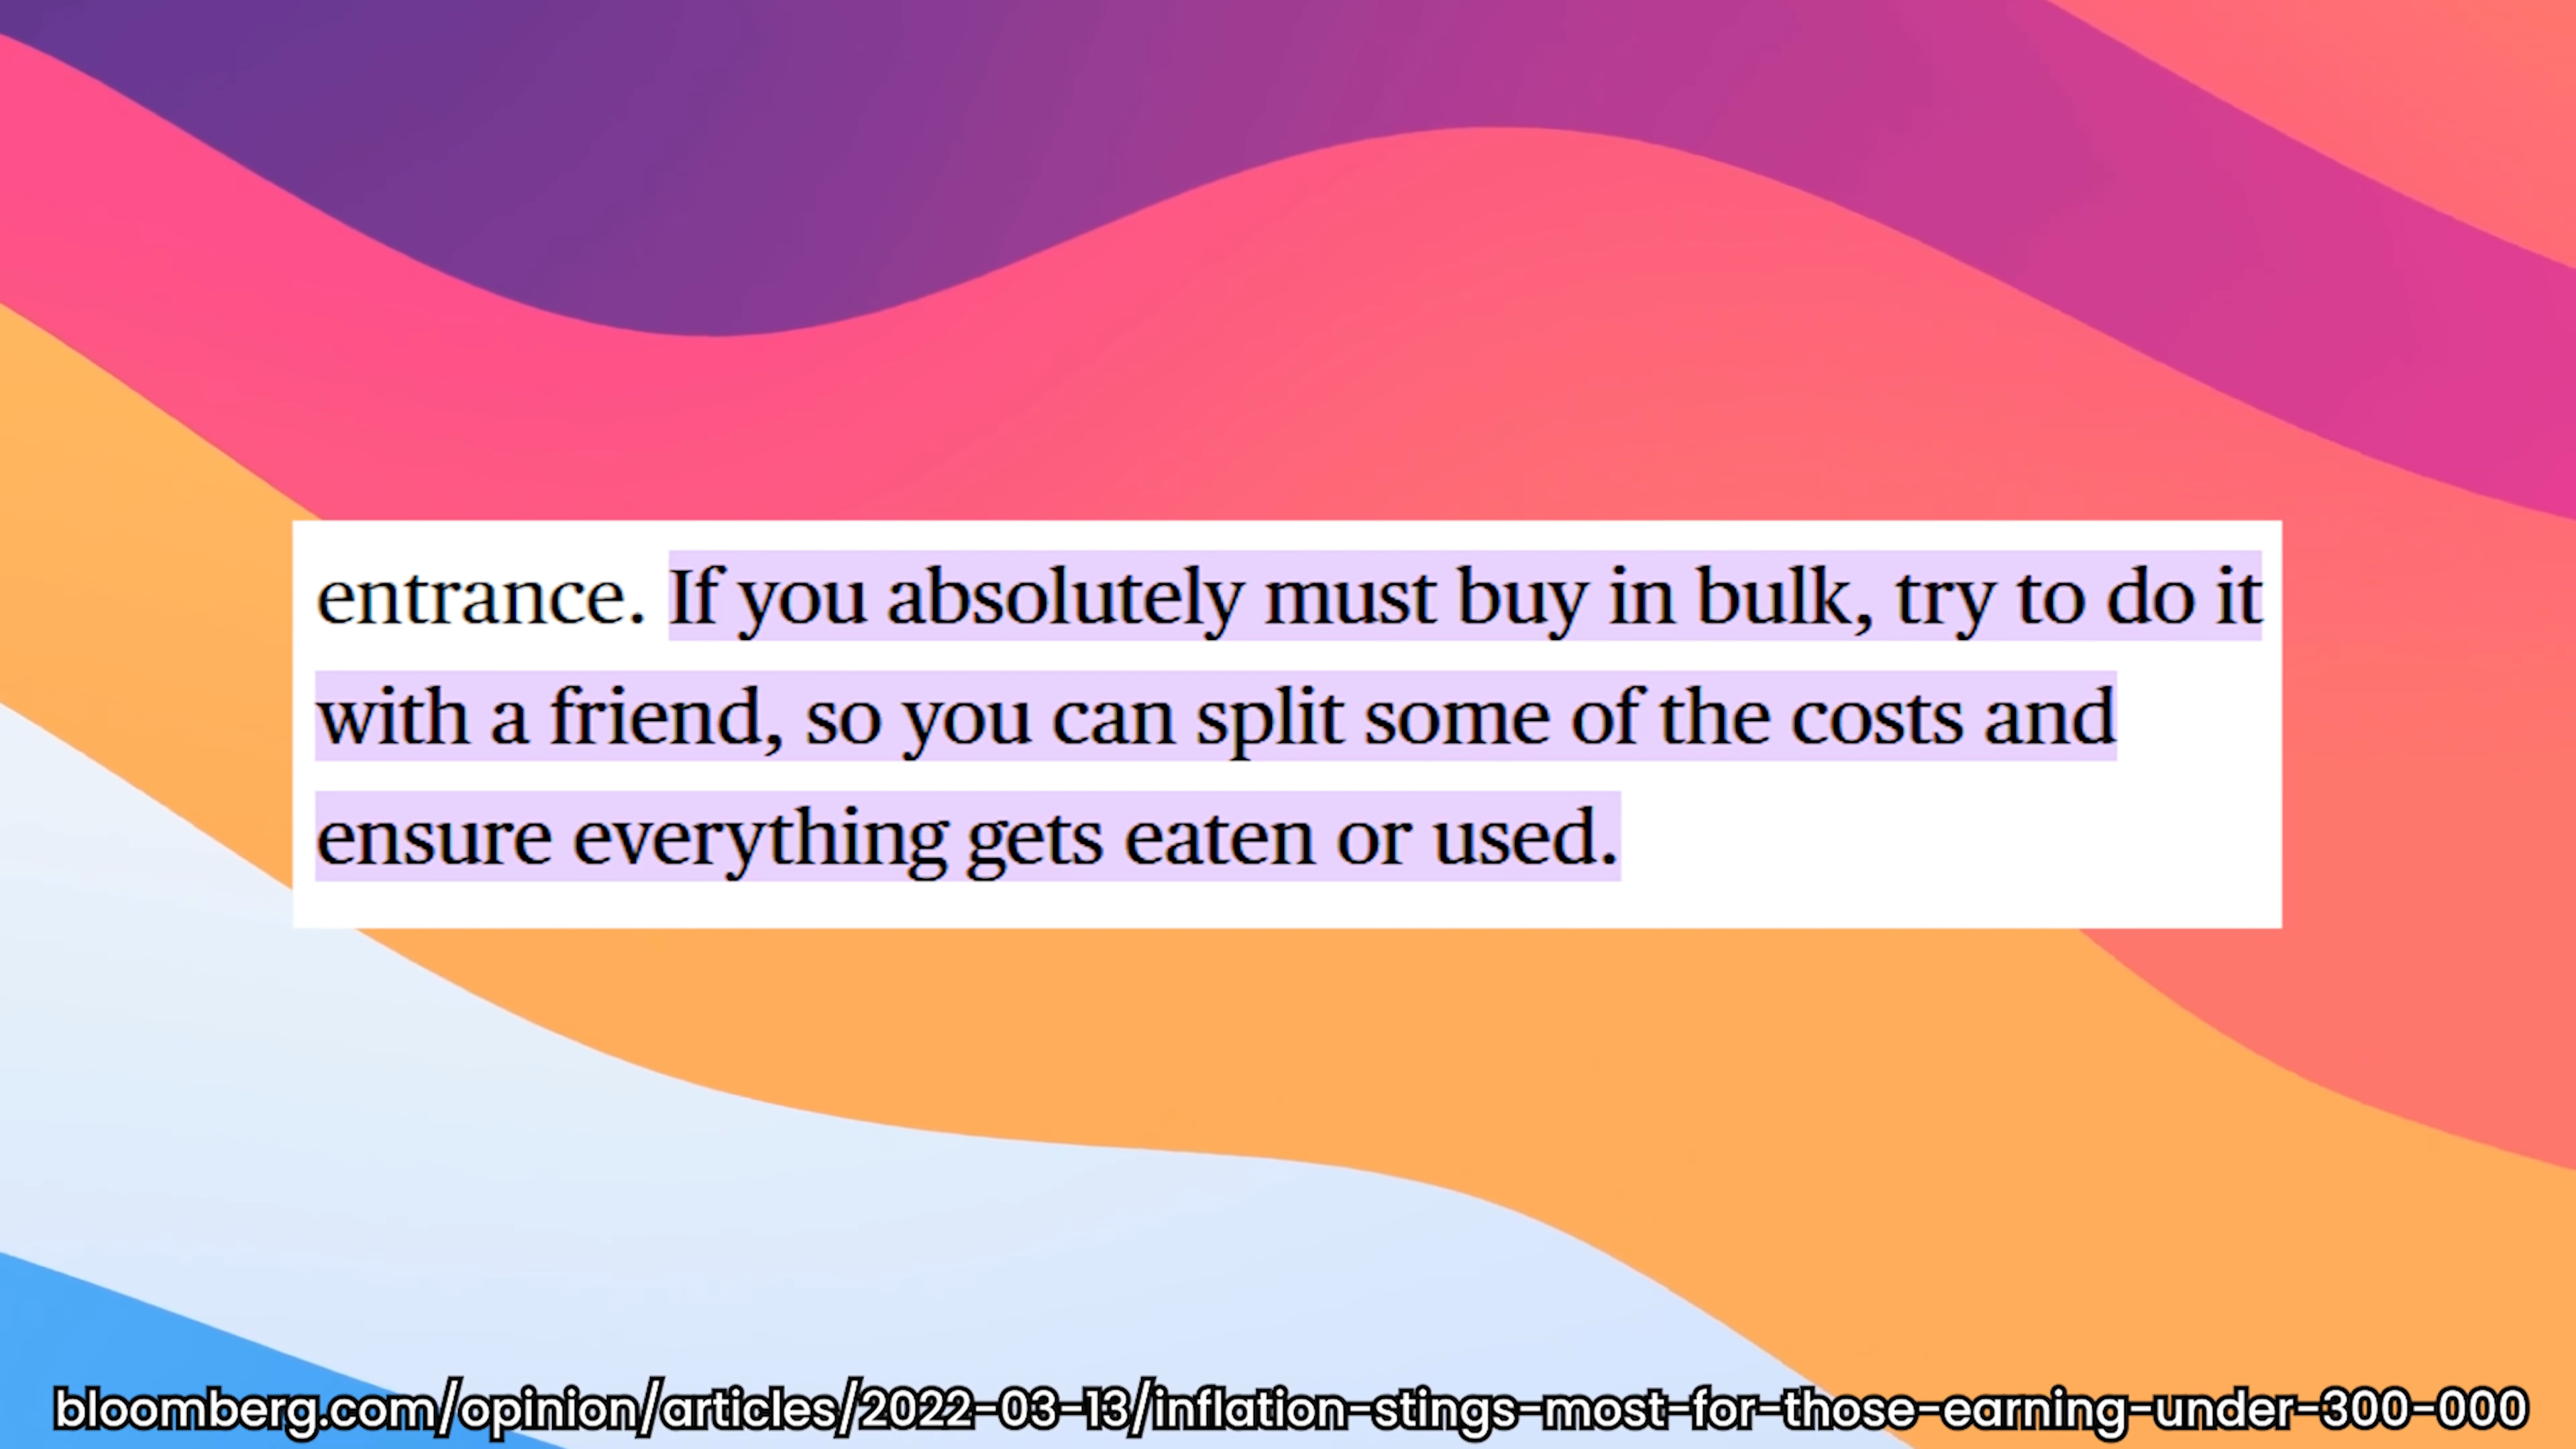 entrance. If you absolutely must buy in bulk, try to do it
with a friend, so you can split some of the costs and
ensure everything gets eaten or used.
bloomberg.com/opinion/articles/2022-03-13/inflation-stings-most-for-those-earning-under-300-000